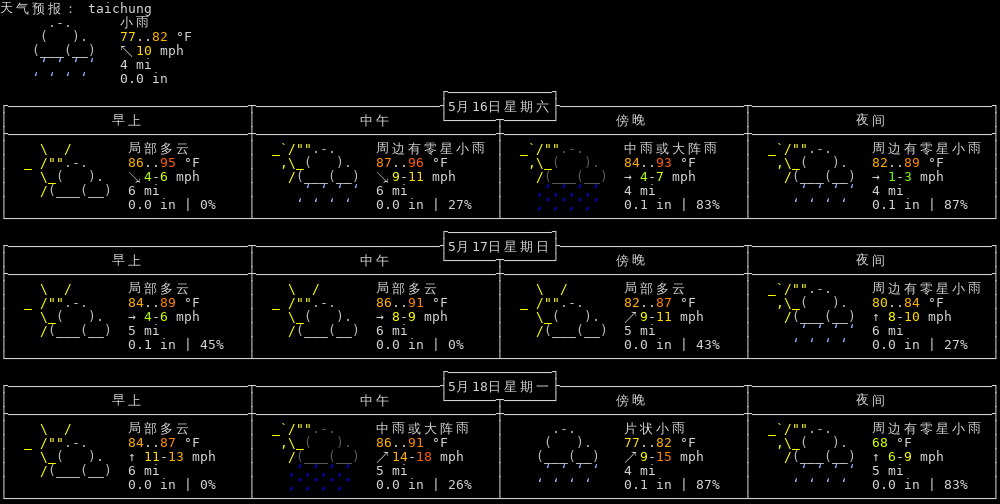 天气预报: taichung
小雨
77..82 °F
↖ 10 mph
4 mi
0.0 in
5月16日星期六
早上 中午 傍晚 夜间
局部多云 周边有零星小雨 中雨或大阵雨 周边有零星小雨
86..95 °F 87..96 °F 84..93 °F 82..89 °F
↘ 4-6 mph ↘ 9-11 mph → 4-7 mph → 1-3 mph
6 mi 6 mi 4 mi 4 mi
0.0 in | 0% 0.0 in | 27% 0.1 in | 83% 0.1 in | 87%
5月17日星期日
早上 中午 傍晚 夜间
局部多云 局部多云 局部多云 周边有零星小雨
84..89 °F 86..91 °F 82..87 °F 80..84 °F
→ 4-6 mph → 8-9 mph ↗ 9-11 mph ↑ 8-10 mph
5 mi 6 mi 5 mi 6 mi
0.1 in | 45% 0.0 in | 0% 0.0 in | 43% 0.0 in | 27%
5月18日星期一
早上 中午 傍晚 夜间
局部多云 中雨或大阵雨 片状小雨 周边有零星小雨
84..87 °F 86..91 °F 77..82 °F 68 °F
↑ 11-13 mph ↗ 14-18 mph ↗ 9-15 mph ↑ 6-9 mph
6 mi 5 mi 4 mi 5 mi
0.0 in | 0% 0.0 in | 26% 0.1 in | 87% 0.0 in | 83%